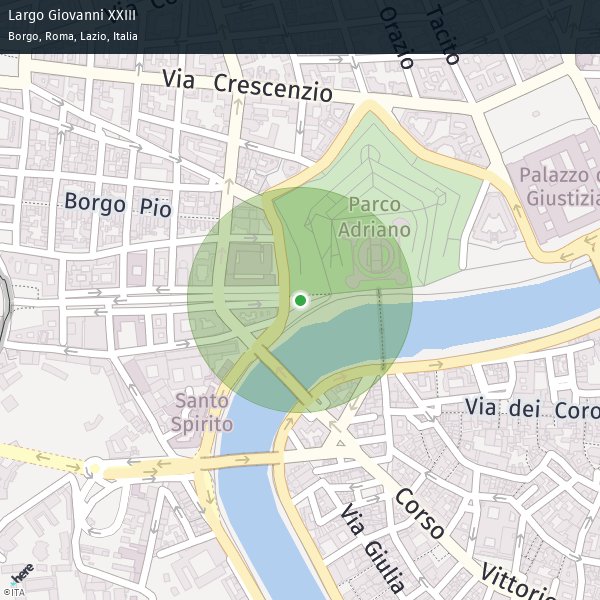 Largo Giovanni XXIII
Borgo, Roma, Lazio, Italia
Orazio
Tacito
Via Crescenzio
Palazzo
Giustizia
Borgo Pio
Parco
Adriano
Santo
Spirito
Via dei Coro
Corso
Via Giulia
Vittorio
here
©ITA